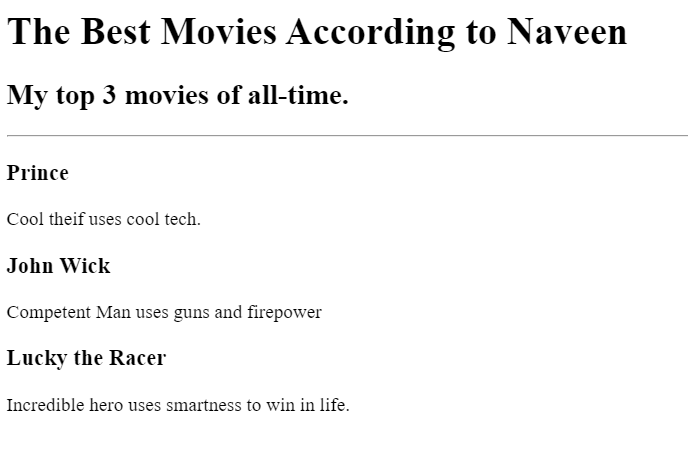 The Best Movies According to Naveen
My top 3 movies of all-time.
Prince
Cool theif uses cool tech.
John Wick
Competent Man uses guns and firepower
Lucky the Racer
Incredible hero uses smartness to win in life.